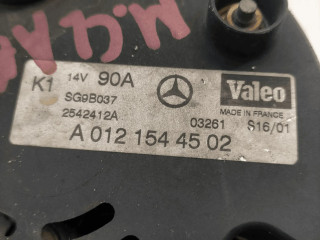 K1 14V 90A Valeo
SG9B037 MADE IN FRANCE
2542412A 03261 S16/01
A 012 154 45 02